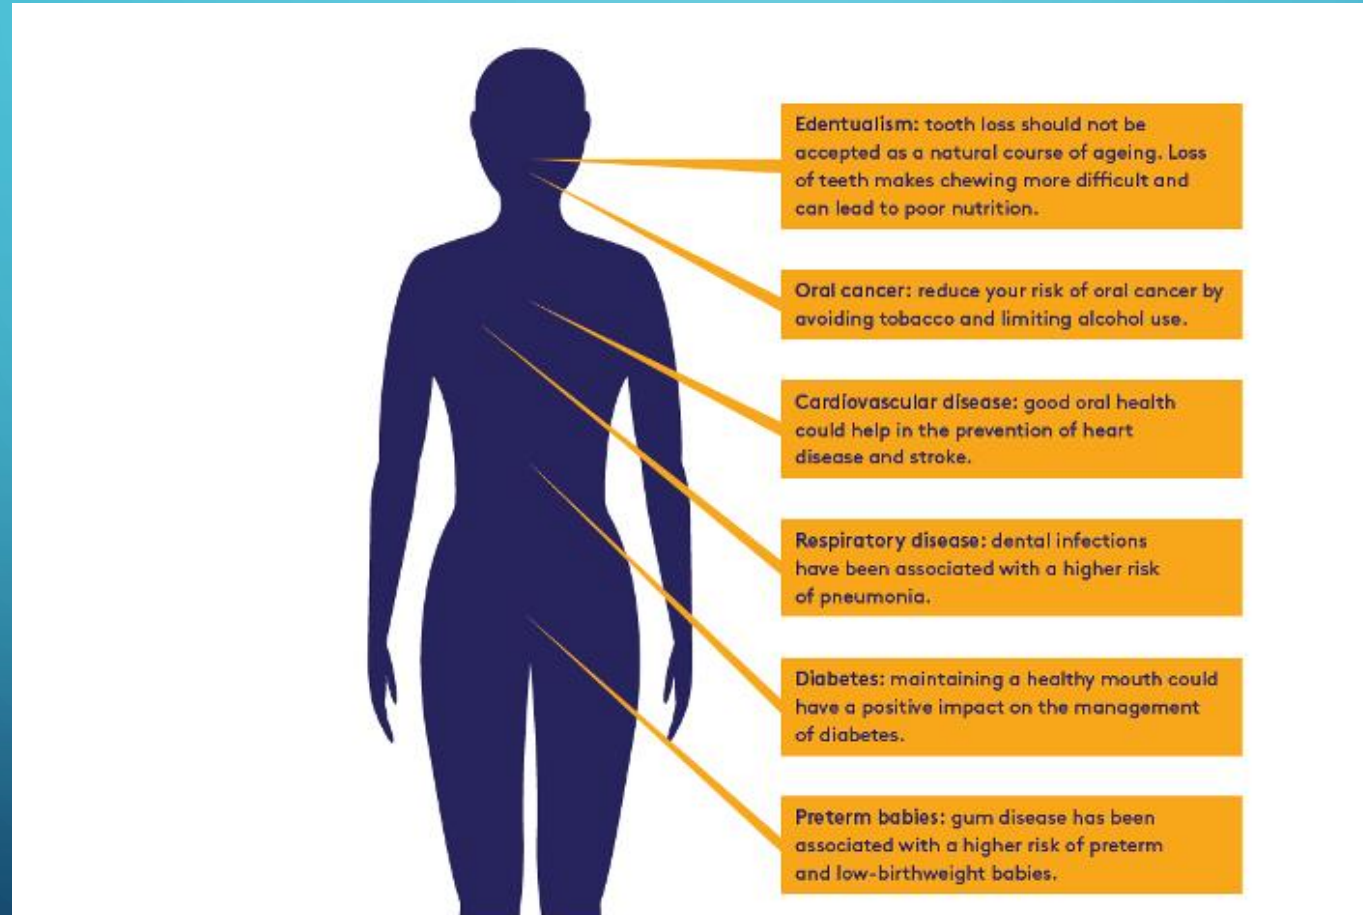 Edentualism: tooth loss should not be
accepted as a natural course of ageing. Loss
of teeth makes chewing more difficult and
can lead to poor nutrition.
Oral cancer: reduce your risk of oral cancer by
avoiding tobacco and limiting alcohol use.
Cardiovascular disease: good oral health
could help in the prevention of heart
disease and stroke.
Respiratory disease: dental infections
have been associated with a higher risk
of pneumonia.
Diabetes: maintaining a healthy mouth could
have a positive impact on the management
of diabetes.
Preterm babies: gum disease has been
associated with a higher risk of preterm
and low-birthweight babies.